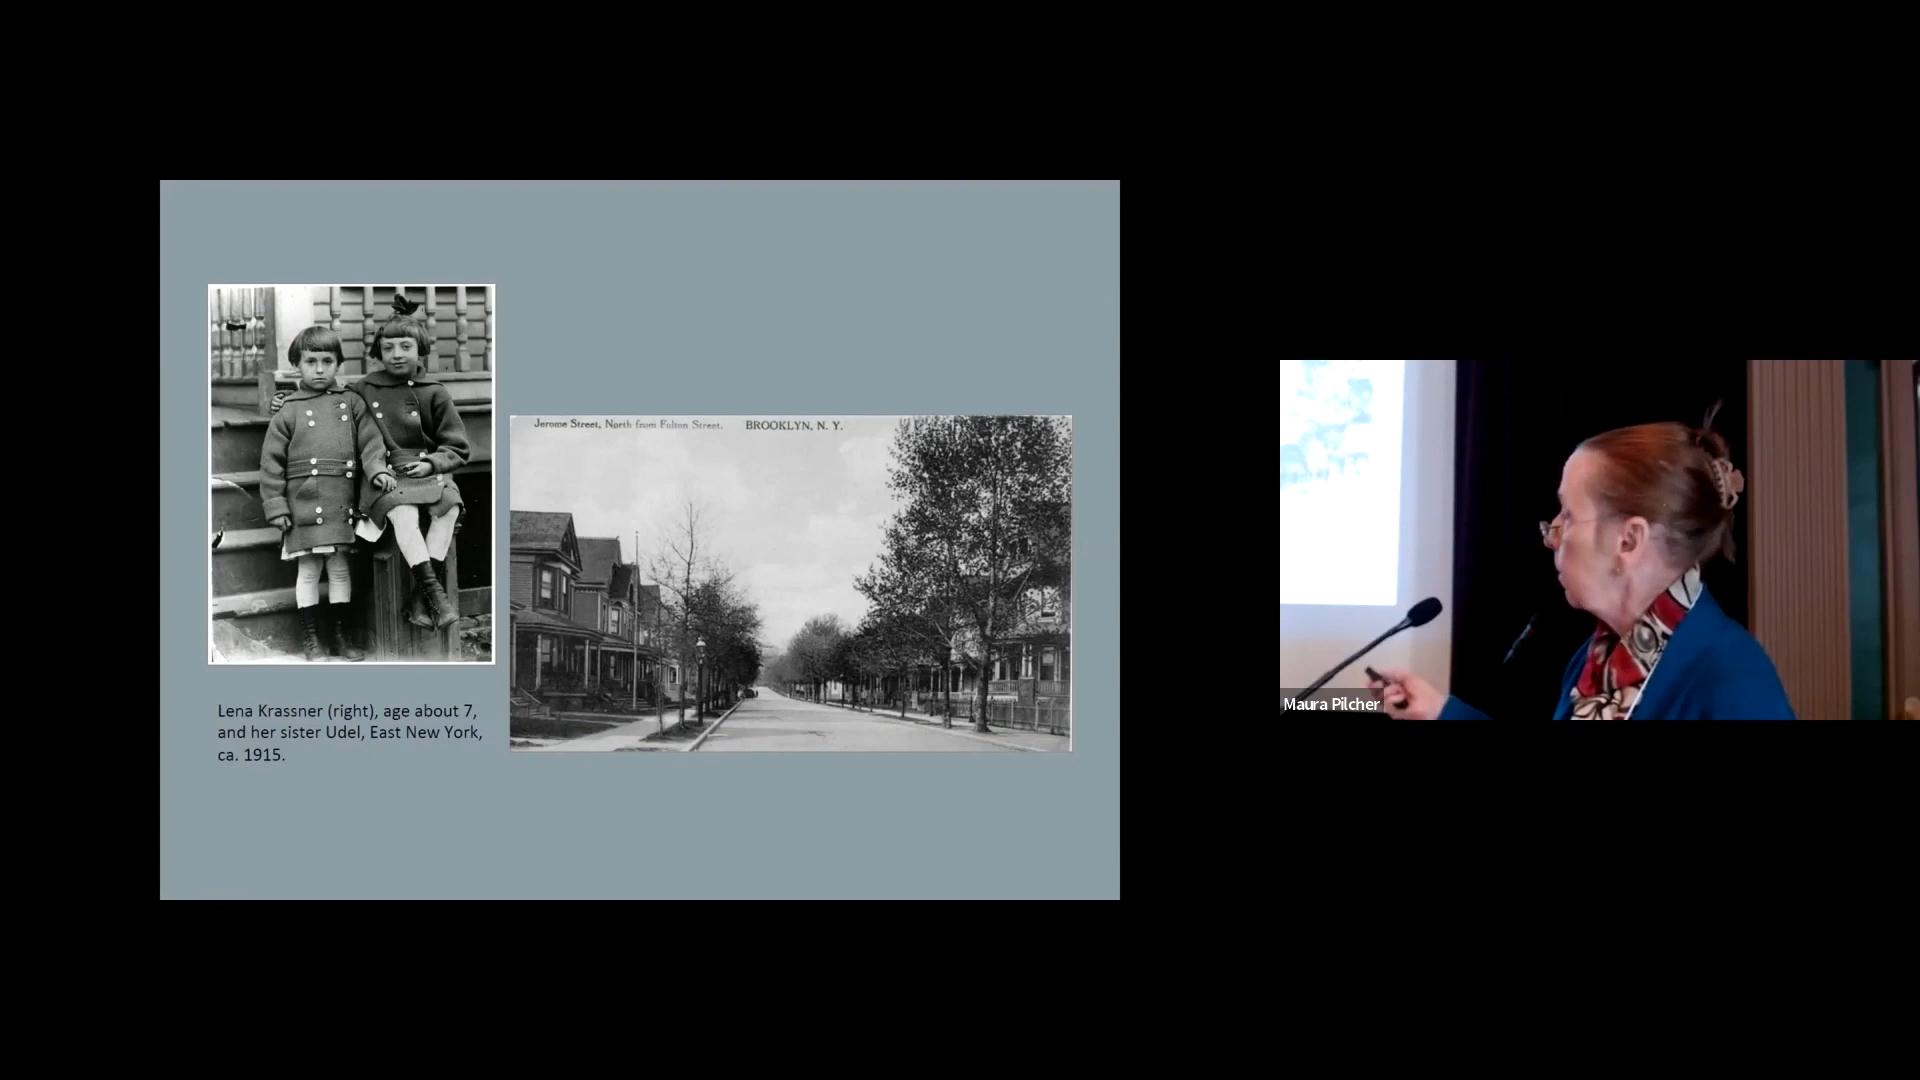 Jerome Street, North from Fulton Street. BROOKLYN, N. Y.
Lena Krassner (right), age about 7,
and her sister Udel, East New York,
ca. 1915.
Maura Pilcher